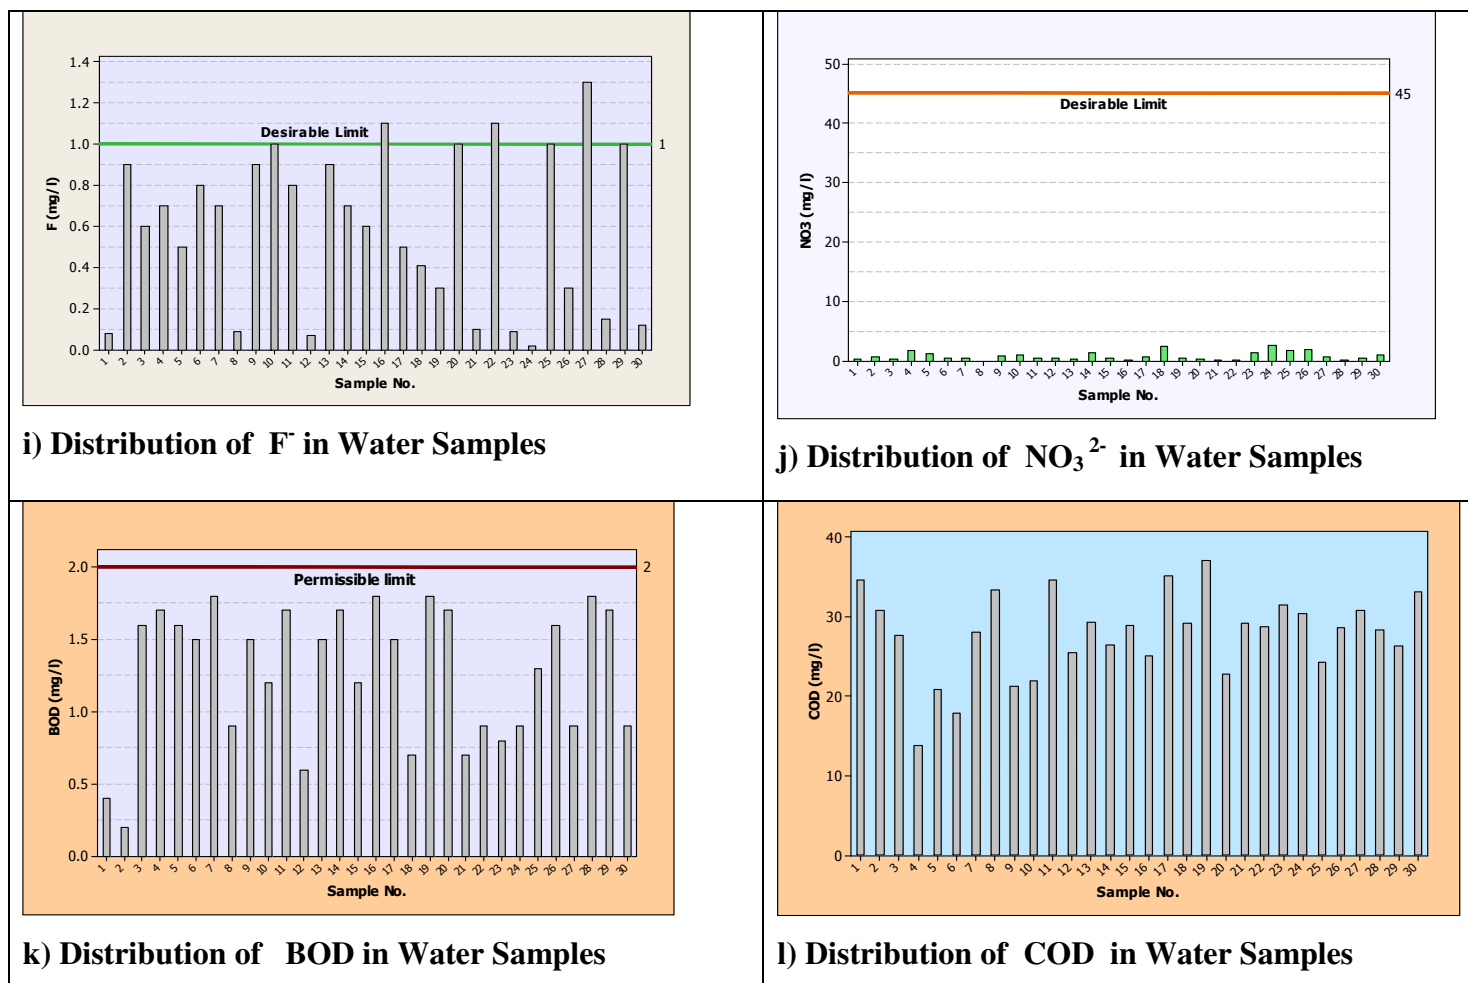 1.4
1.2
1.0
0.8
0.6
0.4
0.2
0.0
F (mg/l)
Desirable Limit
1
1 2 3 4 5 6 7 8 9 10 11 12 13 14 15 16 17 18 19 20 21 22 23 24 25 26 27 28 29 30
Sample No.
i) Distribution of F- in Water Samples
50
40
30
20
10
0
NO3 (mg/l)
45
Desirable Limit
1 2 3 4 5 6 7 8 9 10 11 12 13 14 15 16 17 18 19 20 21 22 23 24 25 26 27 28 29 30
Sample No.
j) Distribution of NO3 2- in Water Samples
2.0
1.5
1.0
0.5
0.0
BOD (mg/l)
2
Permissible limit
1 2 3 4 5 6 7 8 9 10 11 12 13 14 15 16 17 18 19 20 21 22 23 24 25 26 27 28 29 30
Sample No.
k) Distribution of BOD in Water Samples
40
30
20
10
0
COD (mg/l)
1 2 3 4 5 6 7 8 9 10 11 12 13 14 15 16 17 18 19 20 21 22 23 24 25 26 27 28 29 30
Sample No.
l) Distribution of COD in Water Samples